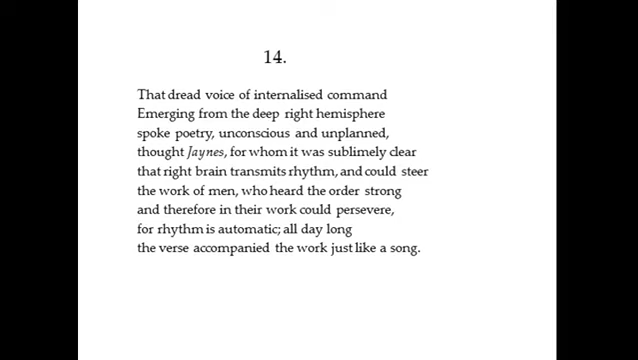 14.
That dread voice of internalised command
Emerging from the deep right hemisphere
spoke poetry, unconscious and unplanned,
thought Jaynes, for whom it was sublimely clear
that right brain transmits rhythm, and could steer
the work of men, who heard the order strong
and therefore in their work could persevere,
for rhythm is automatic; all day long
the verse accompanied the work just like a song.